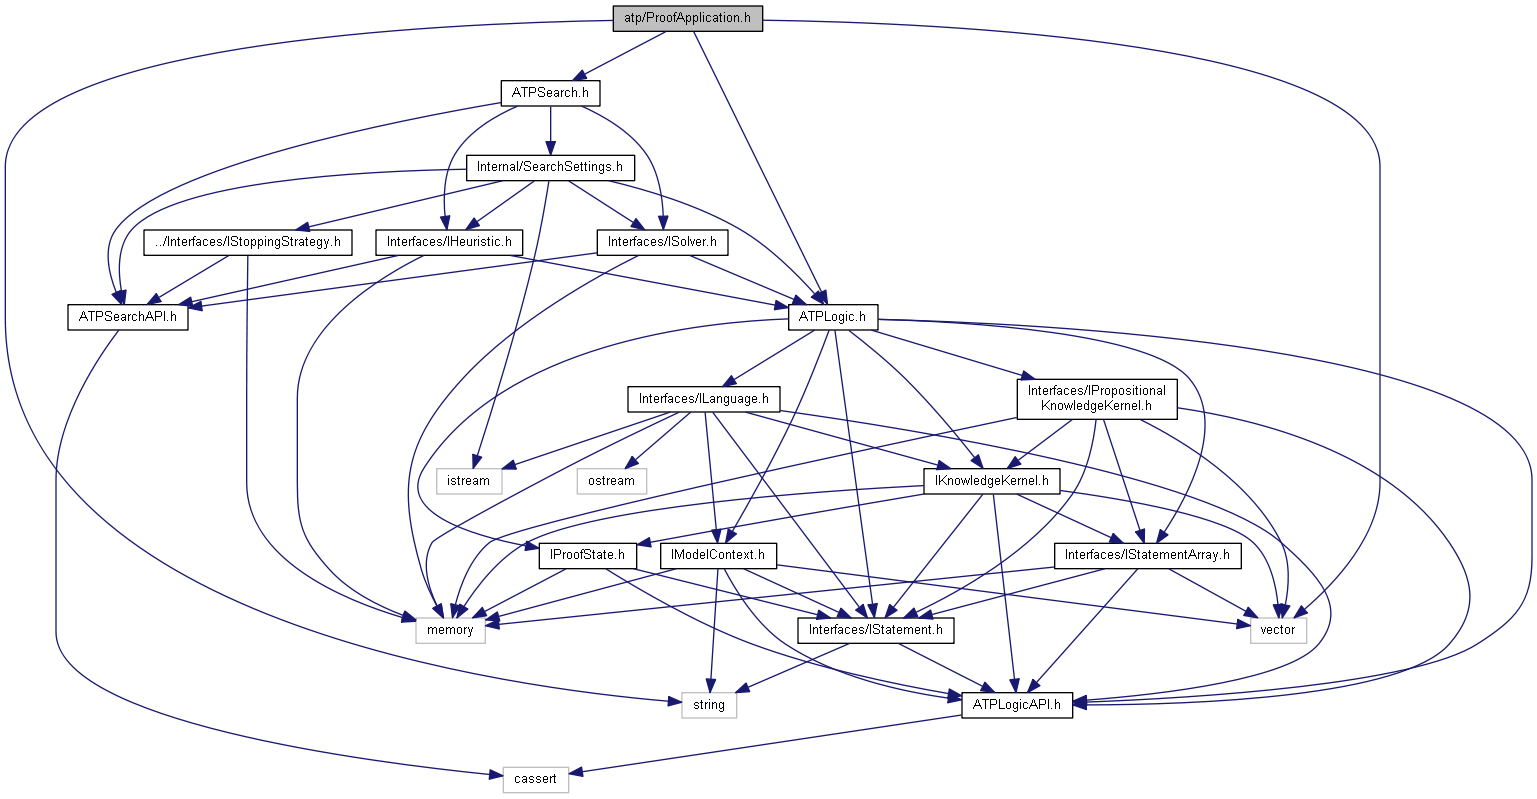 atp/ProofApplication.h
ATPSearch.h
Internal/SearchSettings.h
../Interfaces/IStoppingStrategy.h
Interfaces/IHeuristic.h
Interfaces/ISolver.h
ATPSearchAPI.h
ATPLogic.h
Interfaces/ILanguage.h
Interfaces/IPropositional
KnowledgeKernel.h
istream
ostream
IKnowledgeKernel.h
IProofState.h
IModelContext.h
Interfaces/IStatementArray.h
memory
Interfaces/IStatement.h
vector
string
ATPLogicAPI.h
cassert